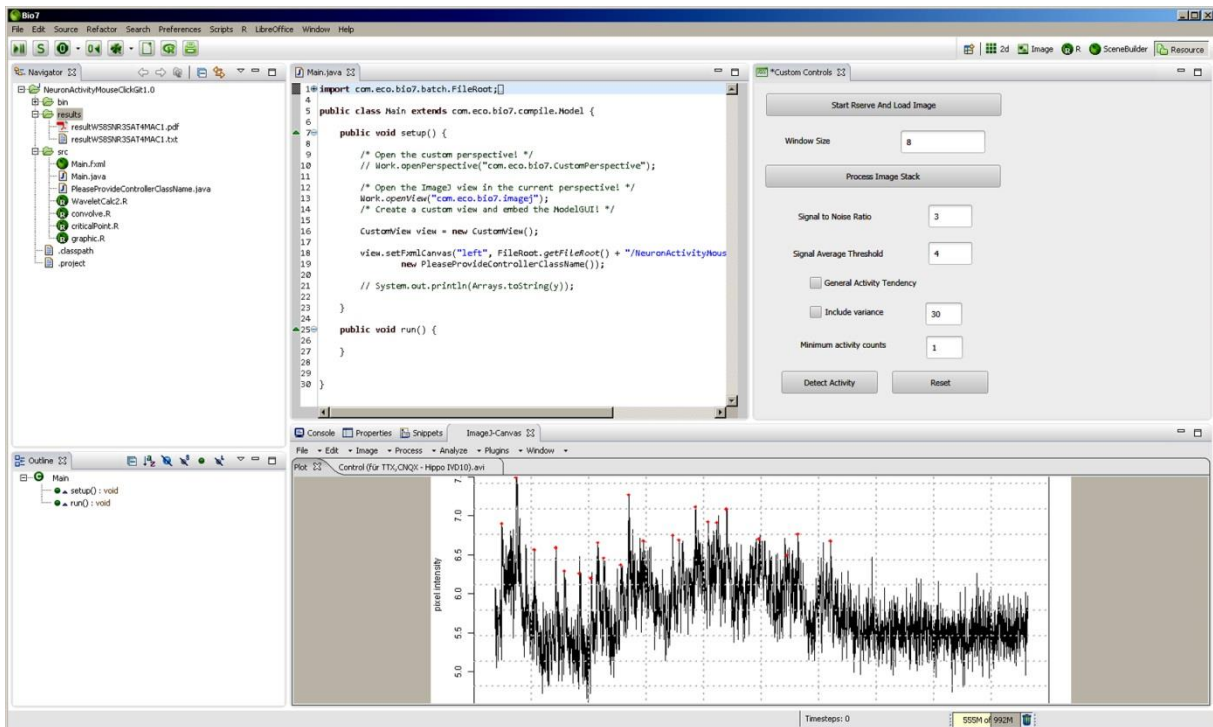 Bio7
File Edit Source Refactor Search Preferences Scripts R LibreOffice Window Help
2d Image R SceneBuilder Resource
Navigator
NeuronActivityMouseClickGit1.0
bin
results
resultWS8SNR3SAT4MAC1.pdf
resultWS8SNR3SAT4MAC1.txt
src
Main.fxml
Main.java
PleaseProvideControllerClassName.java
WaveletCalc2.R
convolve.R
criticalPoint.R
graphic.R
.classpath
.project
Outline
Main
setup() : void
run() : void
Main.java
1 import com.eco.bio7.batch.FileRoot;
4
5 public class Main extends com.eco.bio7.compile.Model {
6
7 public void setup() {
8
9 /* Open the custom perspective! */
10 // Work.openPerspective("com.eco.bio7.CustomPerspective");
11
12 /* Open the ImageJ view in the current perspective! */
13 Work.openView("com.eco.bio7.imagej");
14 /* Create a custom view and embed the ModelGUI! */
15
16 CustomView view = new CustomView();
17
18 view.setFxmlCanvas("left", FileRoot.getFileRoot() + "/NeuronActivityMous
19 new PleaseProvideControllerClassName());
20
21 // System.out.println(Arrays.toString(y));
22
23 }
24
25 public void run() {
26
27 }
28
29
30 }
*Custom Controls
Start Rserve And Load Image
Window Size 8
Process Image Stack
Signal to Noise Ratio 3
Signal Average Threshold 4
General Activity Tendency
Include variance 30
Minimum activity counts 1
Detect Activity Reset
Console Properties Snippets ImageJ-Canvas
File Edit Image Process Analyze Plugins Window
Plot Control (für TTX,CNQX - Hippo IVD10).avi
7.0
6.5
6.0
5.5
5.0
pixel intensity
Timesteps: 0
555M of 992M